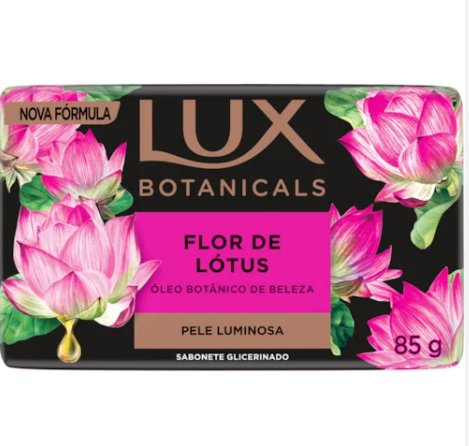 NOVA FÓRMULA
LUX
BOTANICALS
FLOR DE
LÓTUS
ÓLEO BOTÂNICO DE BELEZA
PELE LUMINOSA
85 g
SABONETE GLICERINADO